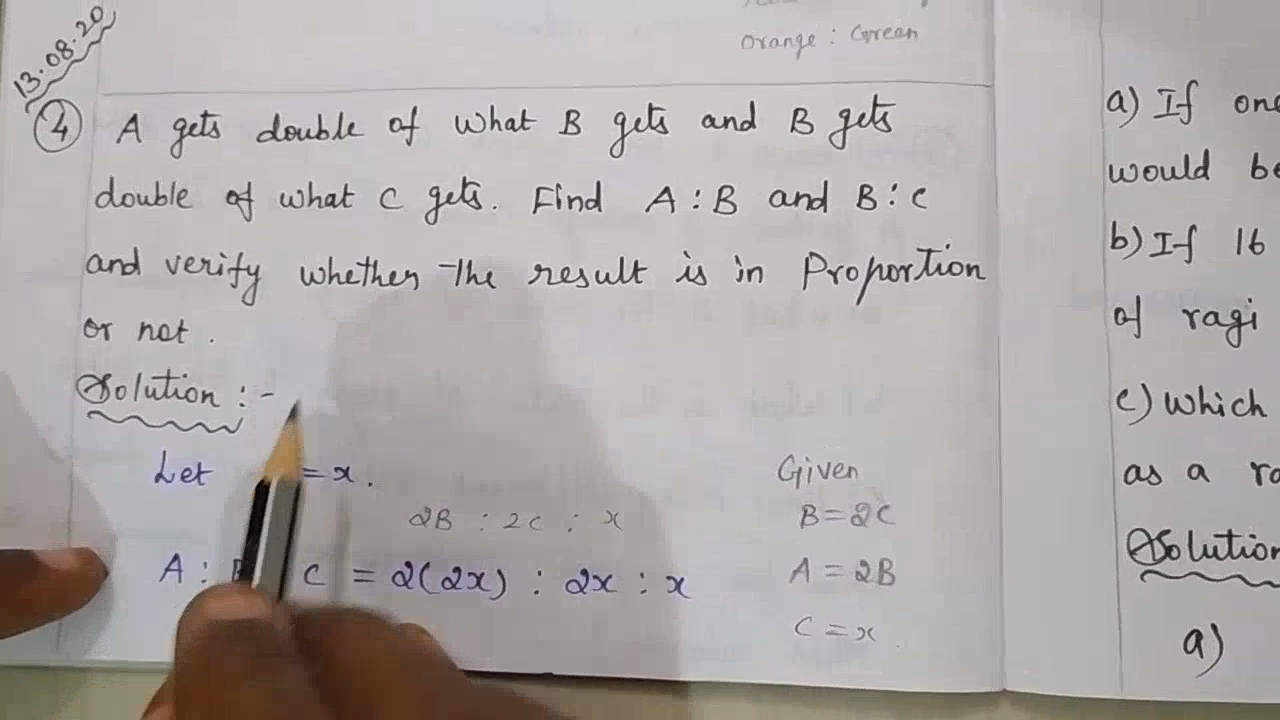 Orange : Green
13.08.20
4 A gets double of what B gets and B gets
double of what C gets. Find A : B and B : C
and verify whether the result is in Proportion
or not.
Solution :-
Let = x.
2B : 2C : x
A : C = 2(2x) : 2x : x
Given
B = 2C
A = 2B
C = x.
a) If
would
b) If 16
of ragi
c) Which
as a
Solution
a)